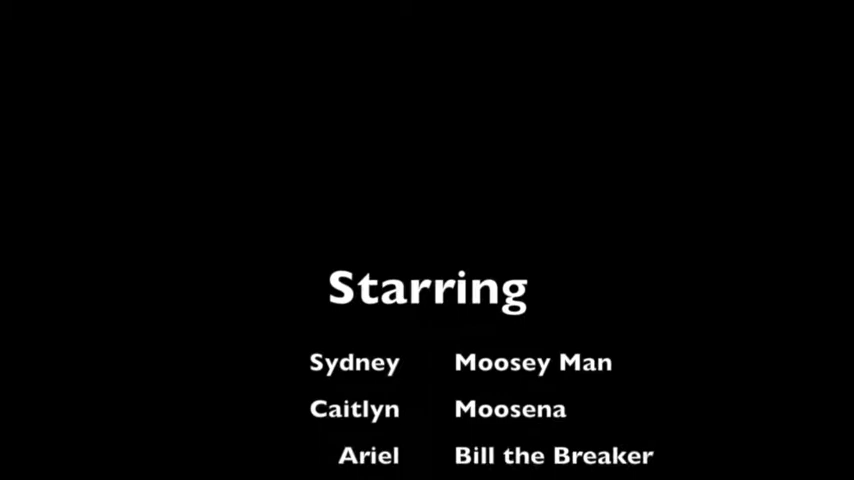 Starring
Sydney Moosey Man
Caitlyn Moosena
Ariel Bill the Breaker